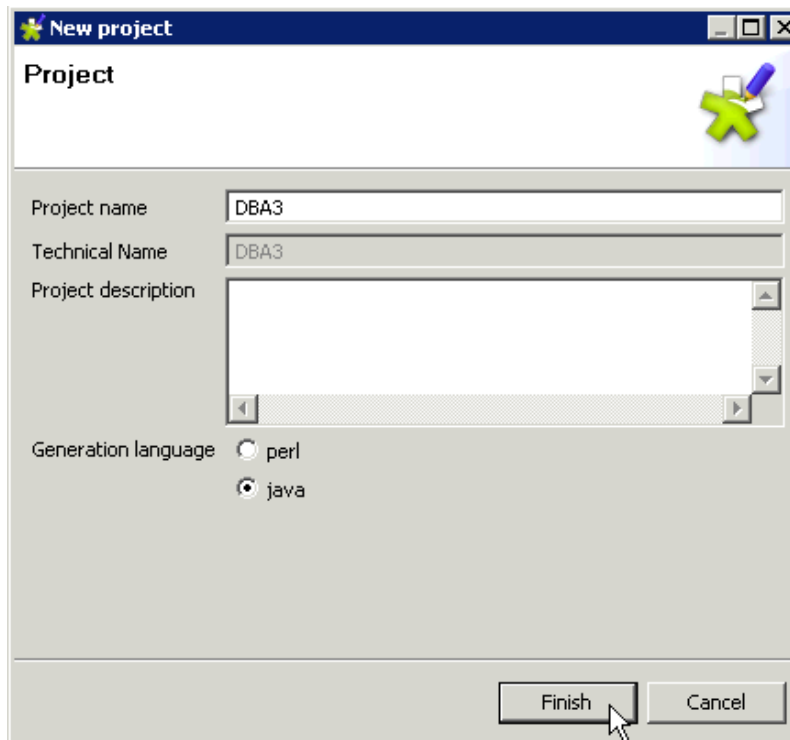 New project
Project
Project name DBA3
Technical Name DBA3
Project description
Generation language perl
java
Finish Cancel